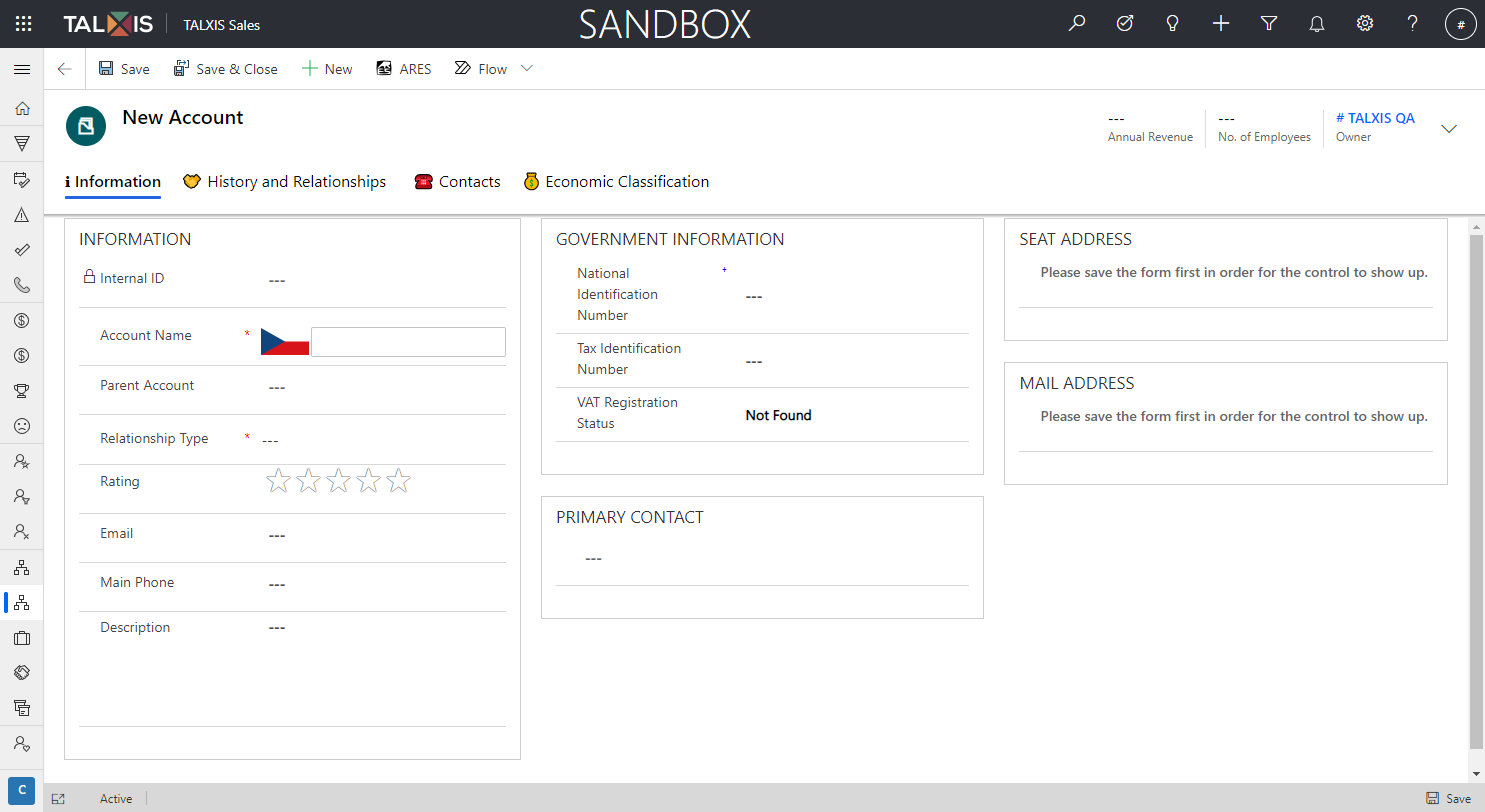 TALXIS
TALXIS Sales
SANDBOX
#
Save
Save & Close
New
ARES
Flow
New Account
---
Annual Revenue
---
No. of Employees
# TALXIS QA
Owner
Information
History and Relationships
Contacts
Economic Classification
INFORMATION
Internal ID
---
Account Name
*
Parent Account
---
Relationship Type
*
---
Rating
Email
---
Main Phone
---
Description
---
GOVERNMENT INFORMATION
National
Identification
Number
+
---
Tax Identification
Number
---
VAT Registration
Status
Not Found
PRIMARY CONTACT
---
SEAT ADDRESS
Please save the form first in order for the control to show up.
MAIL ADDRESS
Please save the form first in order for the control to show up.
C
Active
Save